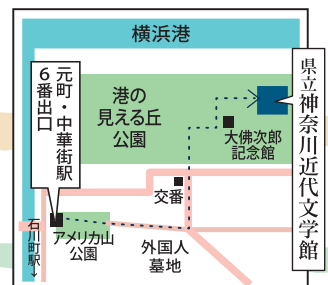 横浜港
県立神奈川近代文学館
元町・中華街駅
6番出口
港の
見える丘
公園
大佛次郎
記念館
交番
アメリカ山
公園
外国人
墓地
石川町駅→